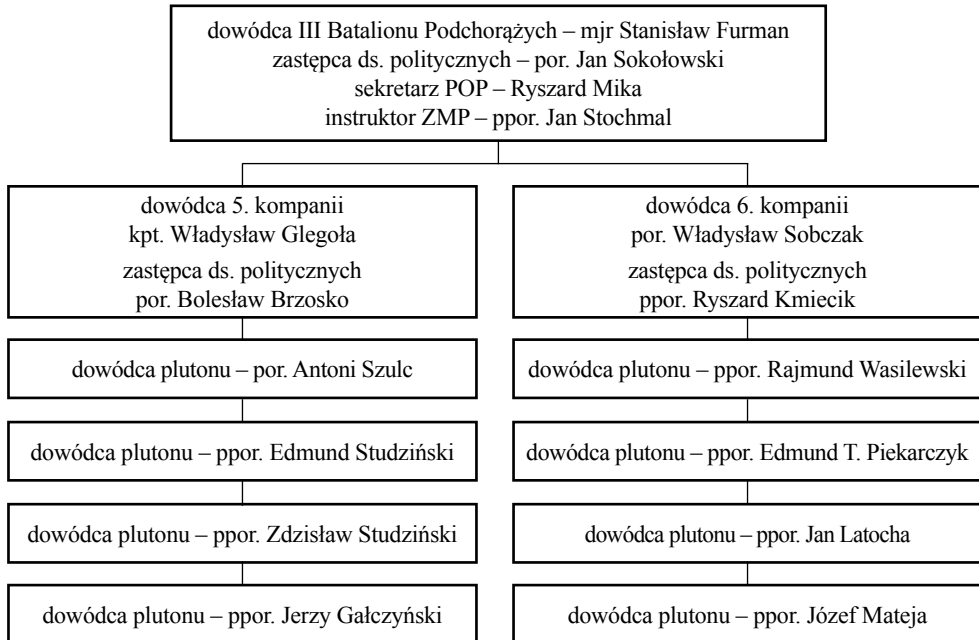 dowódca III Batalionu Podchorążych – mjr Stanisław Furman
zastępca ds. politycznych – por. Jan Sokołowski
sekretarz POP – Ryszard Mika
instruktor ZMP – ppor. Jan Stochmal
dowódca 5. kompanii
kpt. Władysław Glegoła
zastępca ds. politycznych
por. Bolesław Brzosko
dowódca plutonu – por. Antoni Szulc
dowódca plutonu – ppor. Edmund Studziński
dowódca plutonu – ppor. Zdzisław Studziński
dowódca plutonu – ppor. Jerzy Gałczyński
dowódca 6. kompanii
por. Władysław Sobczak
zastępca ds. politycznych
ppor. Ryszard Kmiecik
dowódca plutonu – ppor. Rajmund Wasilewski
dowódca plutonu – ppor. Edmund T. Piekarczyk
dowódca plutonu – ppor. Jan Latocha
dowódca plutonu – ppor. Józef Mateja